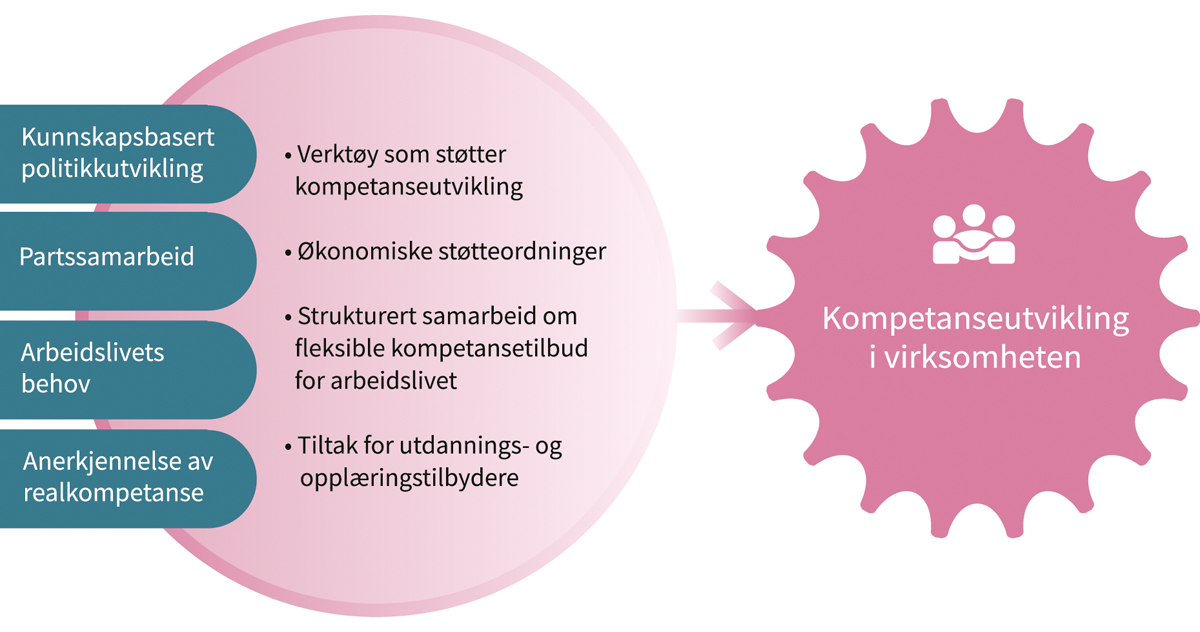 Kunnskapsbasert
politikkutvikling
Partssamarbeid
Arbeidslivets
behov
Anerkjennelse av
realkompetanse
• Verktøy som støtter
kompetanseutvikling
• Økonomiske støtteordninger
• Strukturert samarbeid om
fleksible kompetansetilbud
for arbeidslivet
• Tiltak for utdannings- og
opplæringstilbydere
Kompetanseutvikling
i virksomheten